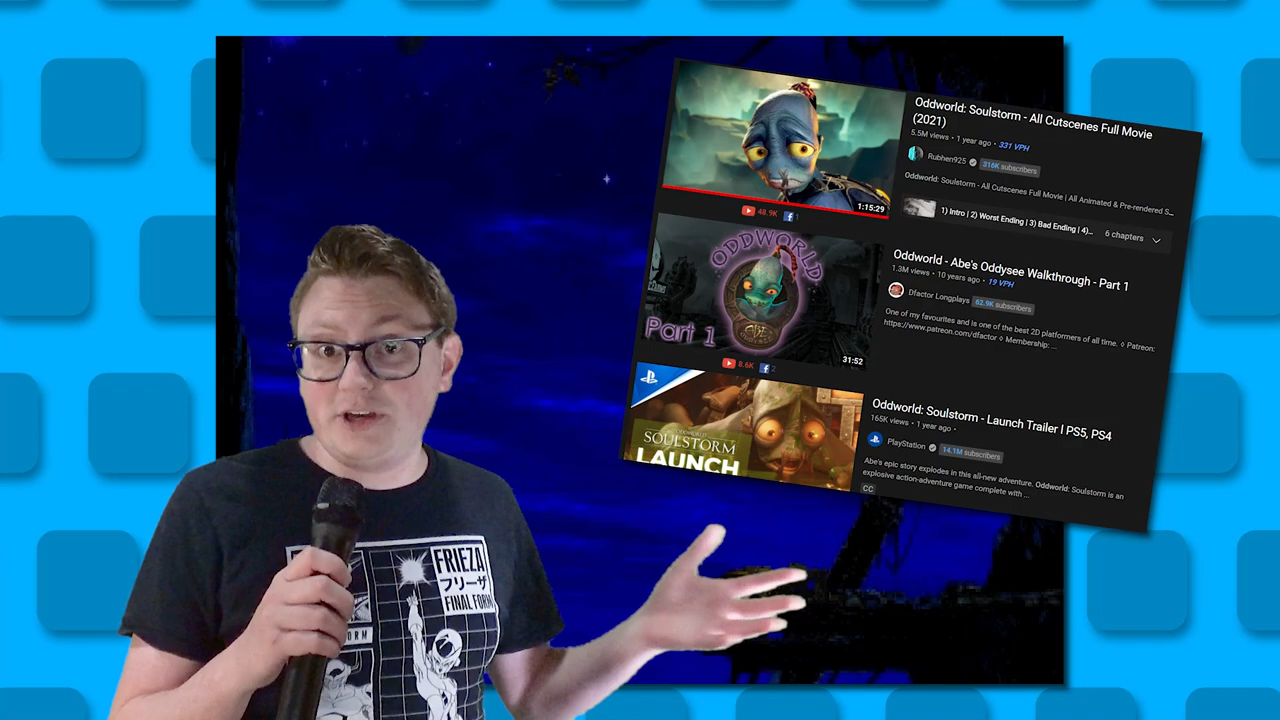 Oddworld: Soulstorm - All Cutscenes Full Movie
(2021)
5.5M views • 1 year ago • 331 VPH
Rubhen925 316K subscribers
Oddworld: Soulstorm - All Cutscenes Full Movie | All Animated & Pre-rendered S...
1) Intro | 2) Worst Ending | 3) Bad Ending | 4)... 6 chapters
1:15:29
48.9K 1
ODDWORLD
ABE'S
Part 1
31:52
8.6K 2
Oddworld - Abe's Oddysee Walkthrough - Part 1
1.3M views • 10 years ago • 19 VPH
Dfactor Longplays 62.9K subscribers
One of my favourites and is one of the best 2D platformers of all time. ◊ Patreon:
https://www.patreon.com/dfactor ◊ Membership: ...
SOULSTORM
LAUNCH
Oddworld: Soulstorm - Launch Trailer | PS5, PS4
165K views • 1 year ago •
PlayStation 14.1M subscribers
Abe's epic story explodes in this all-new adventure. Oddworld: Soulstorm is an
explosive action-adventure game complete with ...
CC
FRIEZA
フリーザ
FINAL FORM